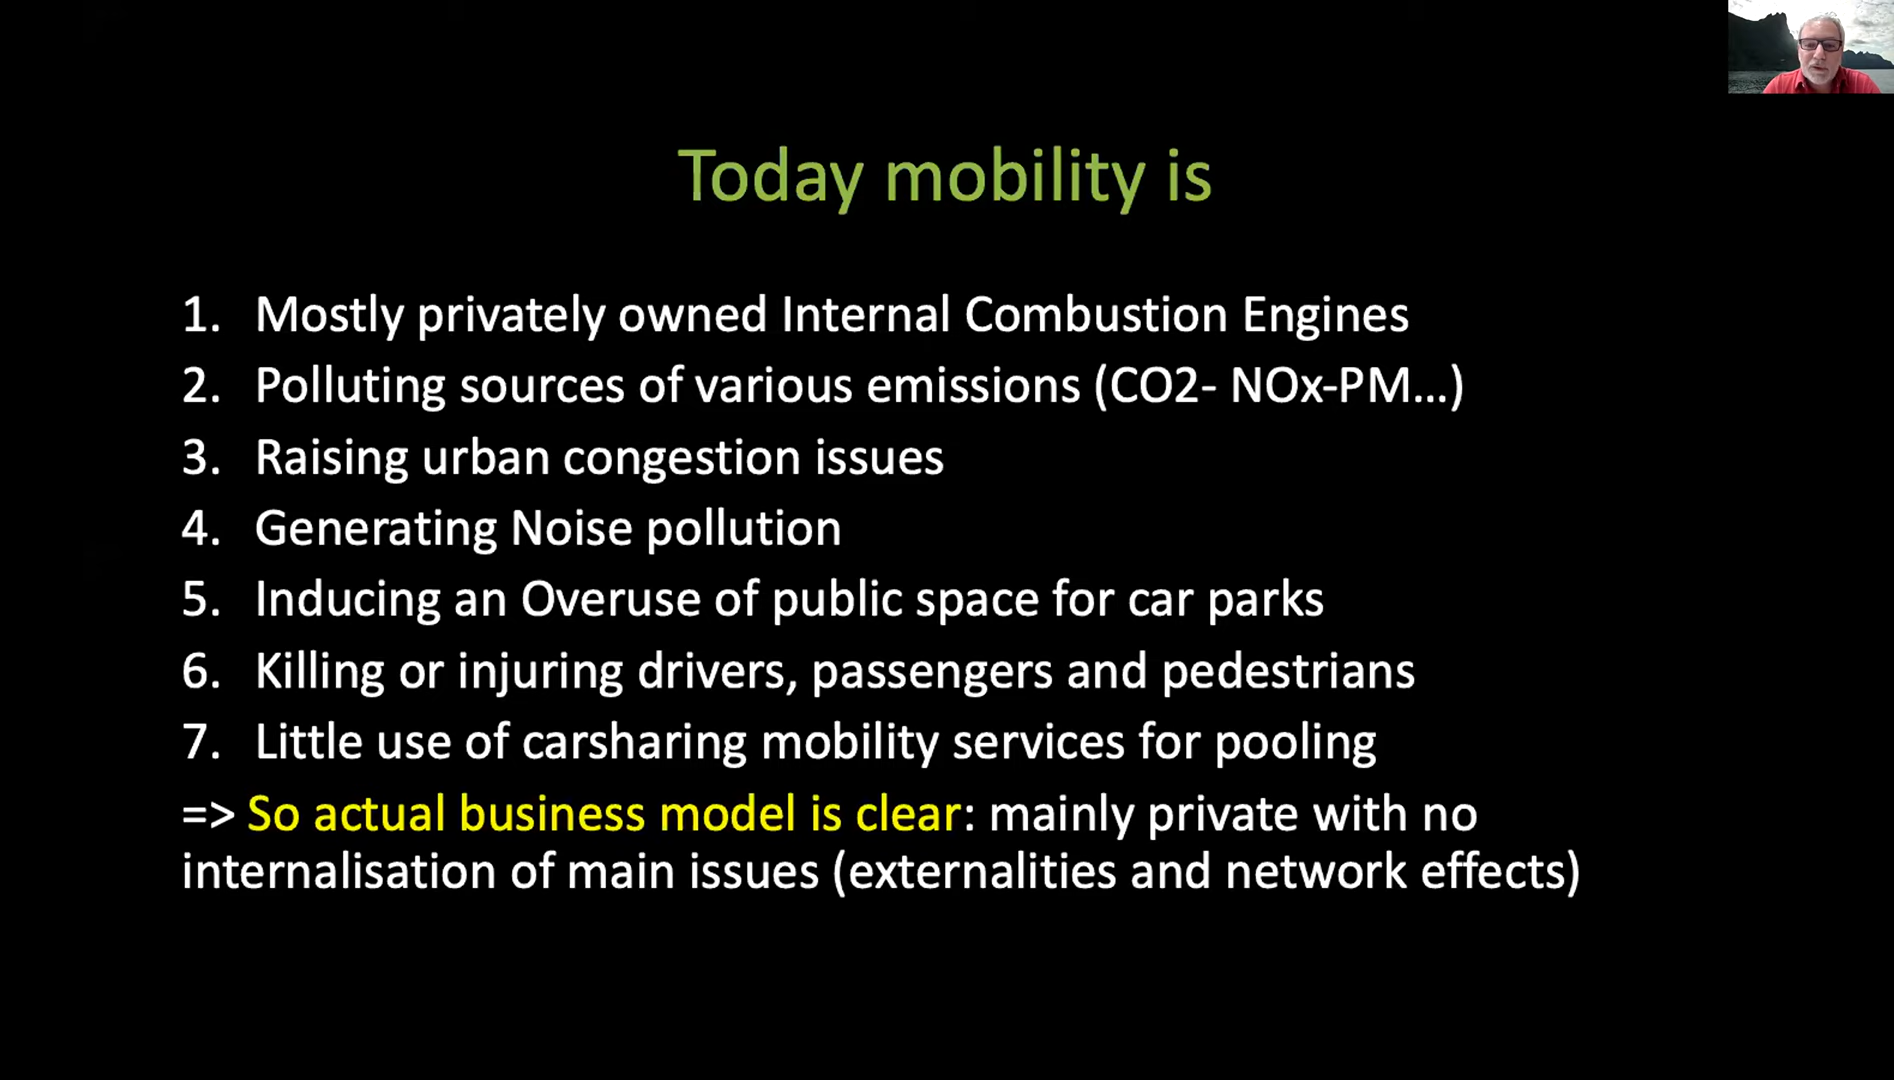 Today mobility is
1. Mostly privately owned Internal Combustion Engines
2. Polluting sources of various emissions (CO2- NOx-PM...)
3. Raising urban congestion issues
4. Generating Noise pollution
5. Inducing an Overuse of public space for car parks
6. Killing or injuring drivers, passengers and pedestrians
7. Little use of carsharing mobility services for pooling
=> So actual business model is clear: mainly private with no
internalisation of main issues (externalities and network effects)